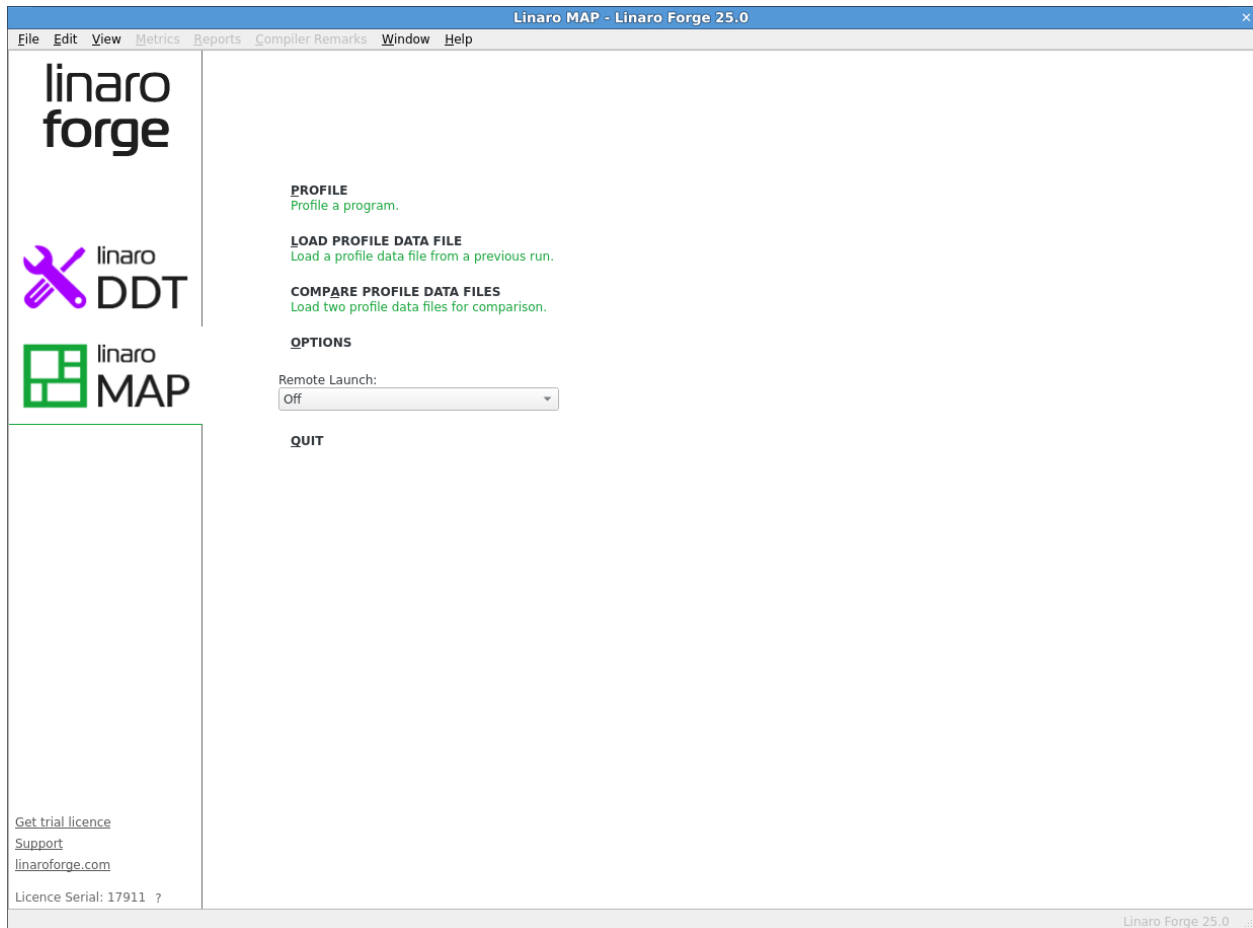 Linaro MAP - Linaro Forge 25.0 ×
File Edit View Metrics Reports Compiler Remarks Window Help
linaro
forge
linaro
DDT
linaro
MAP
PROFILE
Profile a program.
LOAD PROFILE DATA FILE
Load a profile data file from a previous run.
COMPARE PROFILE DATA FILES
Load two profile data files for comparison.
OPTIONS
Remote Launch:
Off
QUIT
Get trial licence
Support
linaroforge.com
Licence Serial: 17911 ?
Linaro Forge 25.0